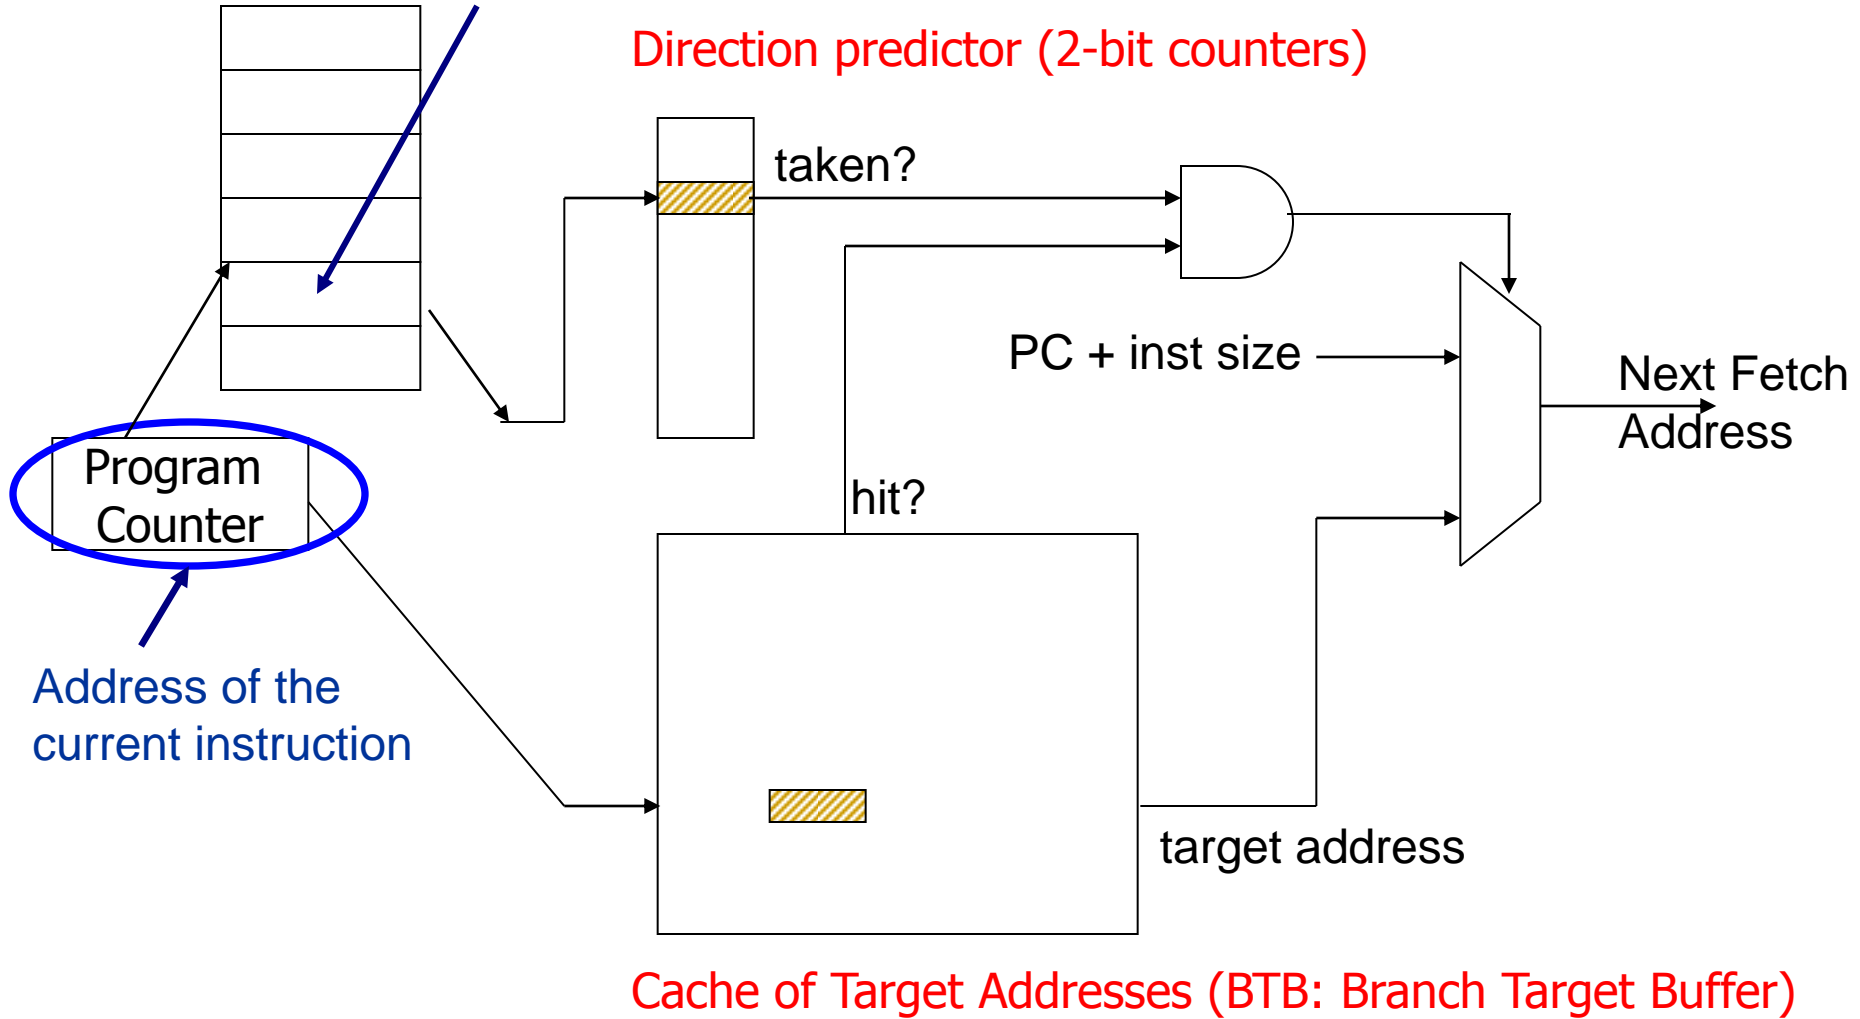 Direction predictor (2-bit counters)
taken?
PC + inst size
Next Fetch
Address
Program
Counter
hit?
Address of the
current instruction
target address
Cache of Target Addresses (BTB: Branch Target Buffer)